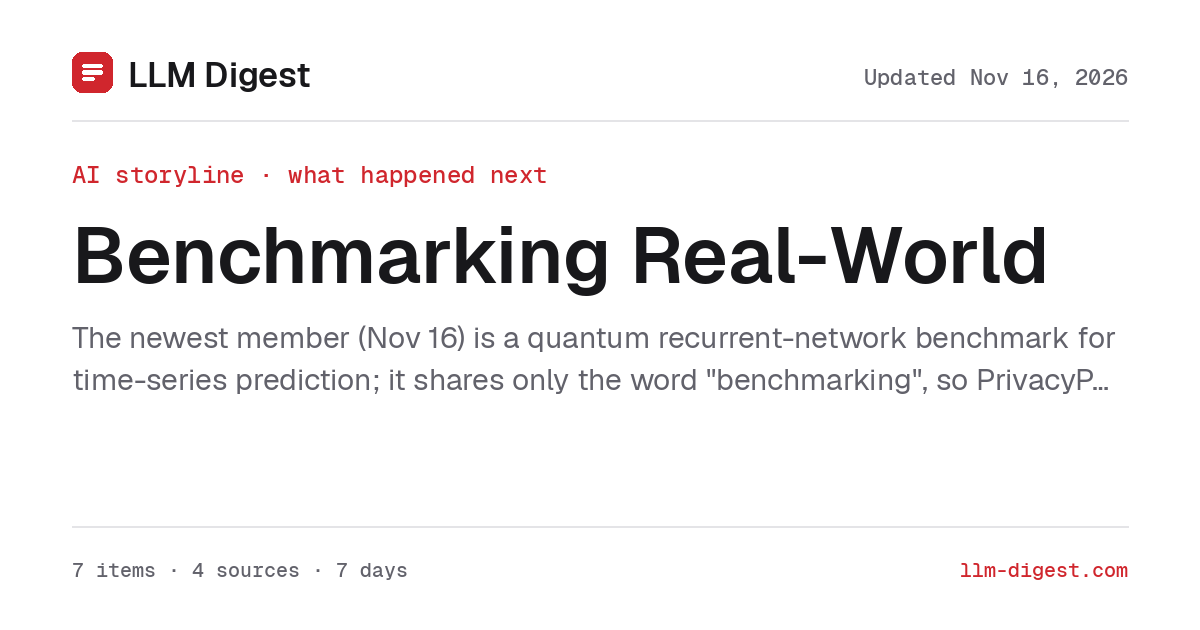 LLM Digest
Updated Nov 16, 2026
AI storyline · what happened next
Benchmarking Real-World
The newest member (Nov 16) is a quantum recurrent-network benchmark for
time-series prediction; it shares only the word "benchmarking", so PrivacyP…
7 items · 4 sources · 7 days
llm-digest.com